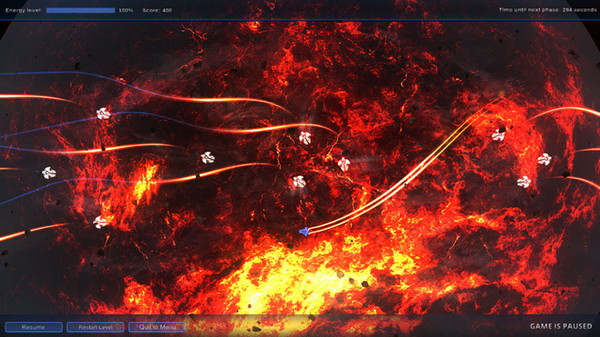 Energy level: 100% Score: 400 Time until next phase: 294 seconds
Resume Restart Level Quit to Menu GAME IS PAUSED